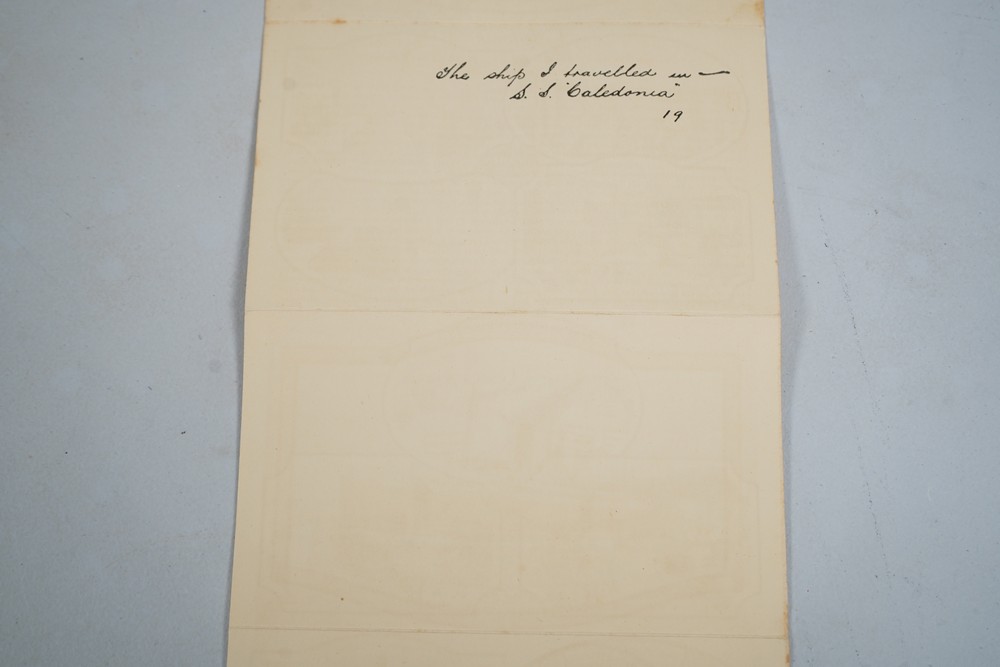 The ship I travelled in —
S. S. "Caledonia"
19